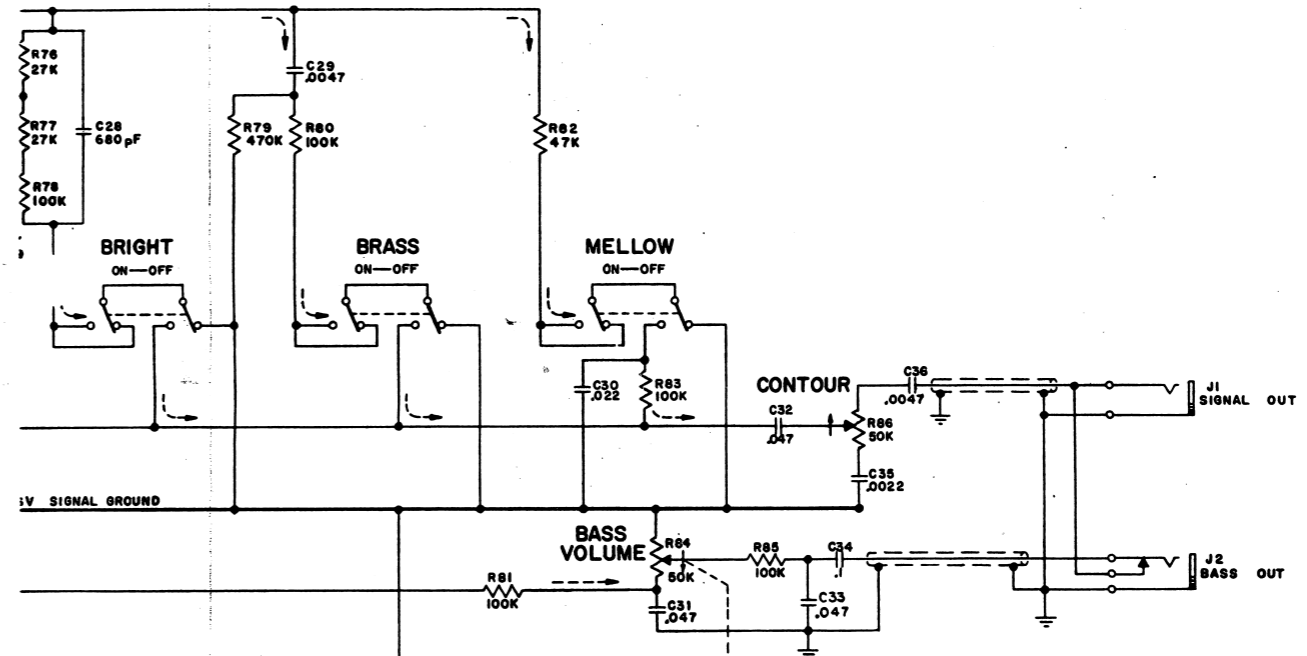 R76
27K
R77
27K
R78
100K
C28
680pF
C29
.0047
R79
470K
R80
100K
R82
47K
BRIGHT
ON—OFF
BRASS
ON—OFF
MELLOW
ON—OFF
C30
.022
R83
100K
CONTOUR
C32
.047
R86
50K
C36
.0047
J1
SIGNAL OUT
C35
.0022
V SIGNAL GROUND
BASS
VOLUME
R84
50K
R85
100K
C34
.1
J2
BASS OUT
R81
100K
C31
.047
C33
.047